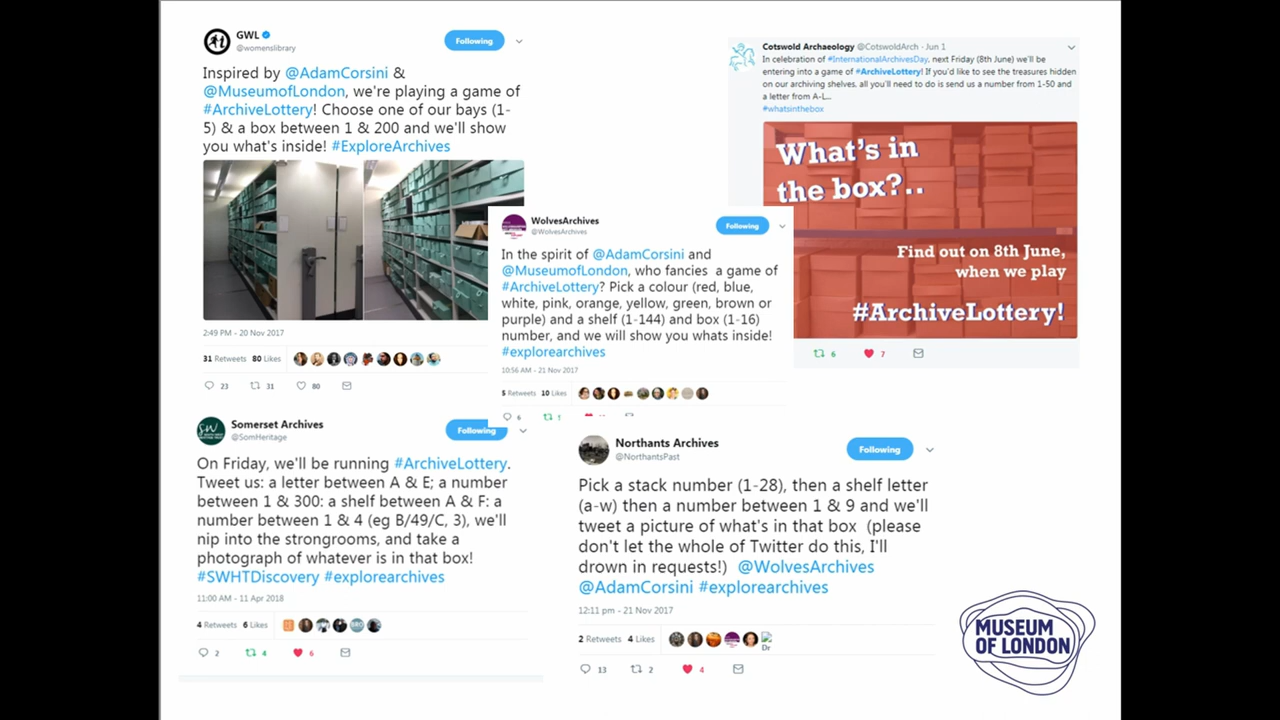 GWL
@womenslibrary
Following
Inspired by @AdamCorsini &
@MuseumofLondon, we're playing a game of
#ArchiveLottery! Choose one of our bays (1-
5) & a box between 1 & 200 and we'll show
you what's inside! #ExploreArchives
2:49 PM - 20 Nov 2017
31 Retweets 80 Likes
23 31 80
Cotswold Archaeology @CotswoldArch · Jun 1
In celebration of #InternationalArchivesDay, next Friday (8th June) we'll be
entering into a game of #ArchiveLottery! If you'd like to see the treasures hidden
on our archiving shelves, all you'll need to do is send us a number from 1-50 and
a letter from A-L...
#whatsinthebox
What's in
the box?..
Find out on 8th June,
when we play
#ArchiveLottery!
6 7
WolvesArchives
@WolvesArchives
Following
In the spirit of @AdamCorsini and
@MuseumofLondon, who fancies a game of
#ArchiveLottery? Pick a colour (red, blue,
white, pink, orange, yellow, green, brown or
purple) and a shelf (1-144) and box (1-16)
number, and we will show you whats inside!
#explorearchives
10:56 AM - 21 Nov 2017
5 Retweets 10 Likes
6
Somerset Archives
@SomHeritage
Following
On Friday, we'll be running #ArchiveLottery.
Tweet us: a letter between A & E; a number
between 1 & 300: a shelf between A & F: a
number between 1 & 4 (eg B/49/C, 3), we'll
nip into the strongrooms, and take a
photograph of whatever is in that box!
#SWHTDiscovery #explorearchives
11:00 AM - 11 Apr 2018
4 Retweets 6 Likes
2 4 6
Northants Archives
@NorthantsPast
Following
Pick a stack number (1-28), then a shelf letter
(a-w) then a number between 1 & 9 and we'll
tweet a picture of what's in that box (please
don't let the whole of Twitter do this, I'll
drown in requests!) @WolvesArchives
@AdamCorsini #explorearchives
12:11 pm - 21 Nov 2017
2 Retweets 4 Likes
Dr
13 2 4
MUSEUM
OF LONDON